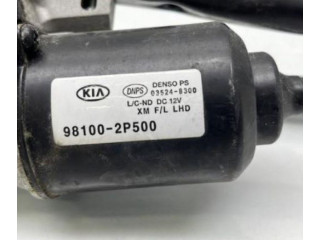 KIA
DNPS
DENSO PS
03524-8300
L/C-ND DC 12V
XM F/L LHD
98100-2P500